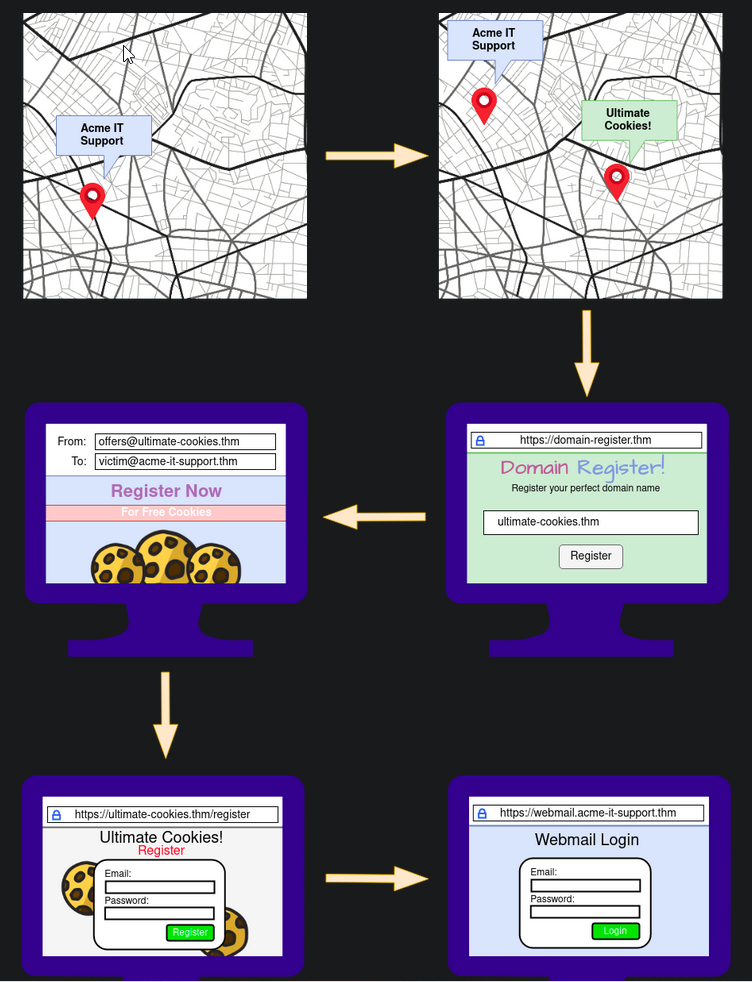 Acme IT
Support
Acme IT
Support
Ultimate
Cookies!
From: offers@ultimate-cookies.thm
To: victim@acme-it-support.thm
Register Now
For Free Cookies
https://domain-register.thm
Domain Register!
Register your perfect domain name
ultimate-cookies.thm
Register
https://ultimate-cookies.thm/register
Ultimate Cookies!
Register
Email:
Password:
Register
https://webmail.acme-it-support.thm
Webmail Login
Email:
Password:
Login